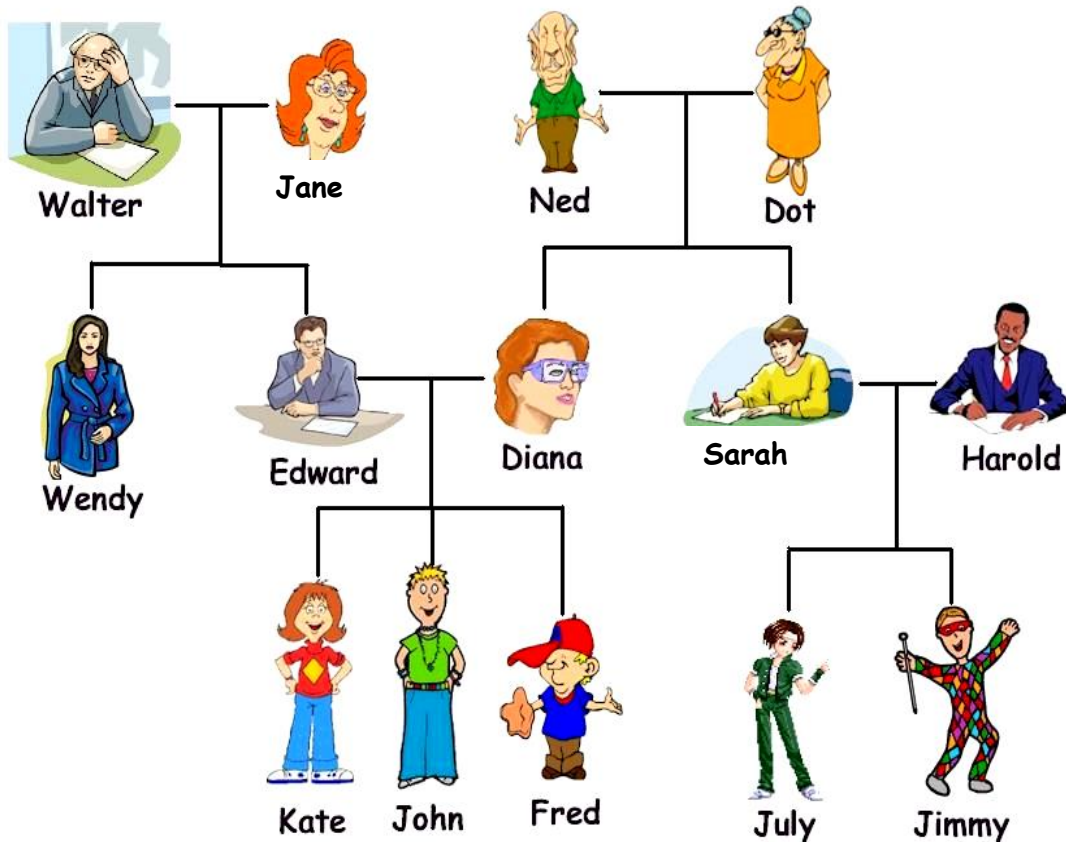 Walter
Jane
Ned
Dot
Wendy
Edward
Diana
Sarah
Harold
Kate
John
Fred
July
Jimmy